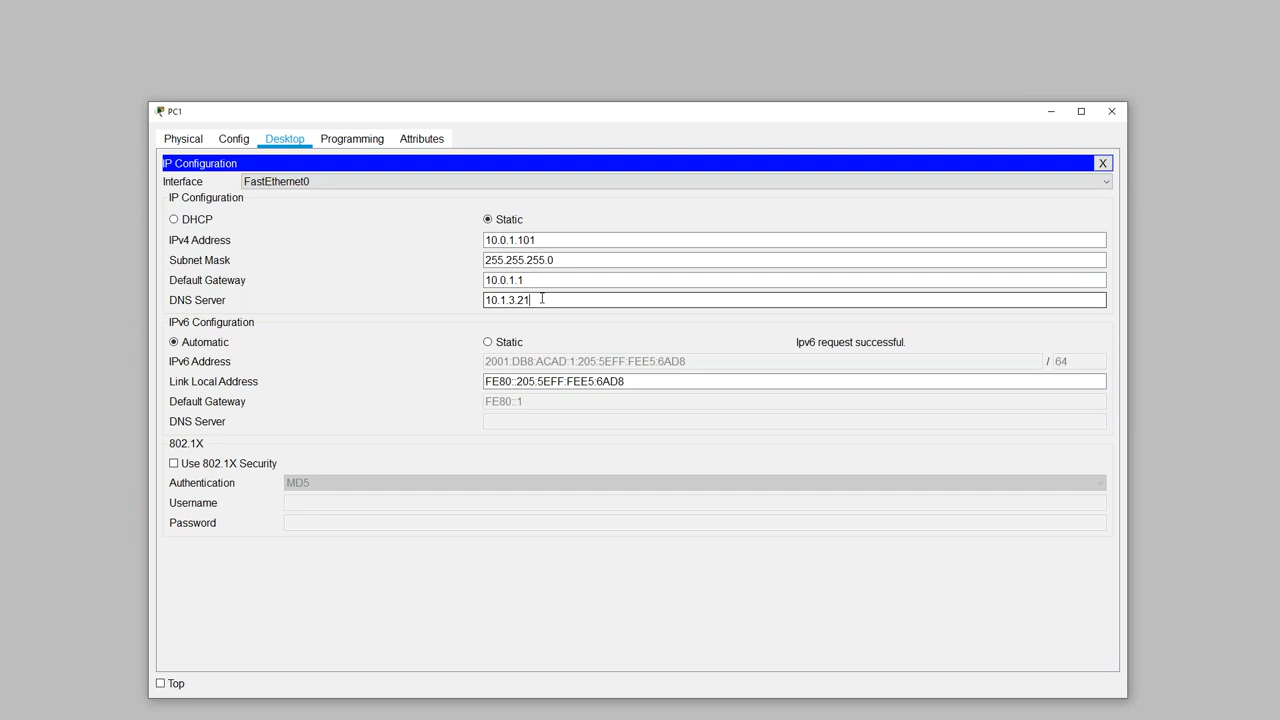 PC1
Physical Config Desktop Programming Attributes
IP Configuration X
Interface FastEthernet0
IP Configuration
DHCP Static
IPv4 Address 10.0.1.101
Subnet Mask 255.255.255.0
Default Gateway 10.0.1.1
DNS Server 10.1.3.21
IPv6 Configuration
Automatic Static Ipv6 request successful.
IPv6 Address 2001:DB8:ACAD:1:205:5EFF:FEE5:6AD8 / 64
Link Local Address FE80::205:5EFF:FEE5:6AD8
Default Gateway FE80::1
DNS Server
802.1X
Use 802.1X Security
Authentication MD5
Username
Password
Top